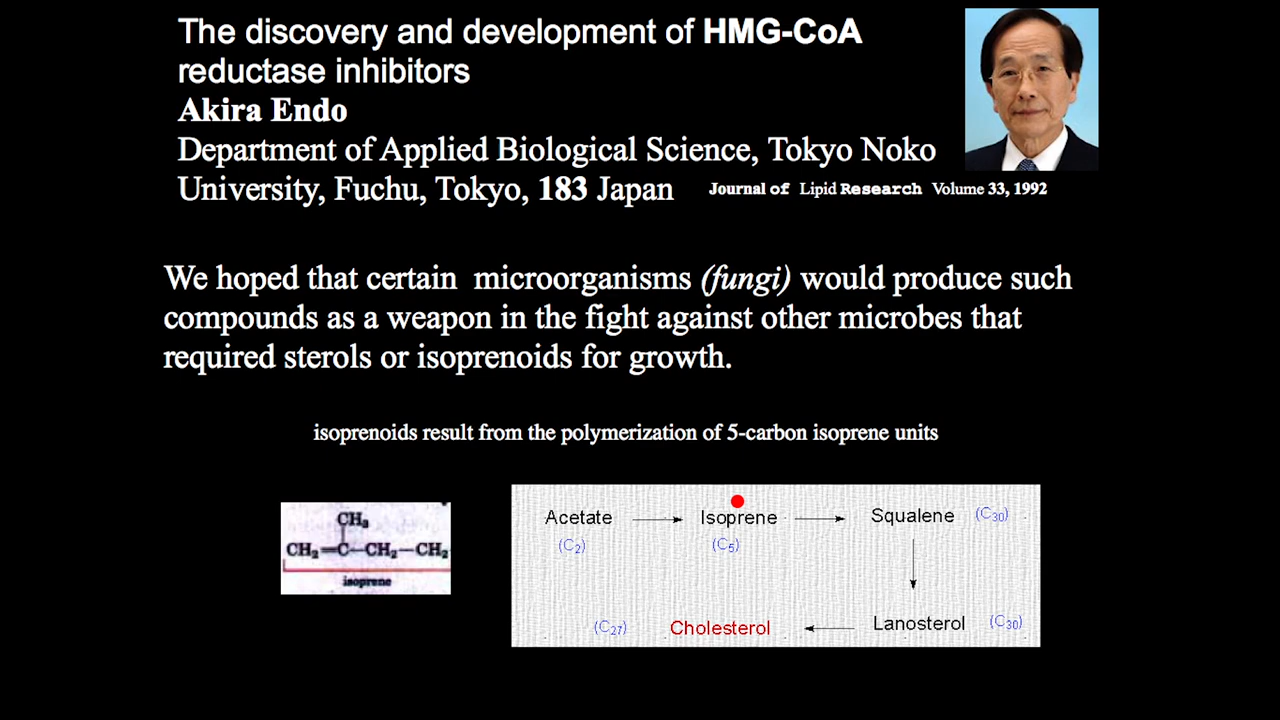 The discovery and development of HMG-CoA
reductase inhibitors
Akira Endo
Department of Applied Biological Science, Tokyo Noko
University, Fuchu, Tokyo, 183 Japan
Journal of Lipid Research Volume 33, 1992
We hoped that certain microorganisms (fungi) would produce such
compounds as a weapon in the fight against other microbes that
required sterols or isoprenoids for growth.
isoprenoids result from the polymerization of 5-carbon isoprene units
CH₃
CH₂=C—CH₂—CH₂
isoprene
Acetate → Isoprene → Squalene (C₃₀)
(C₂) (C₅)
(C₂₇) Cholesterol ← Lanosterol (C₃₀)